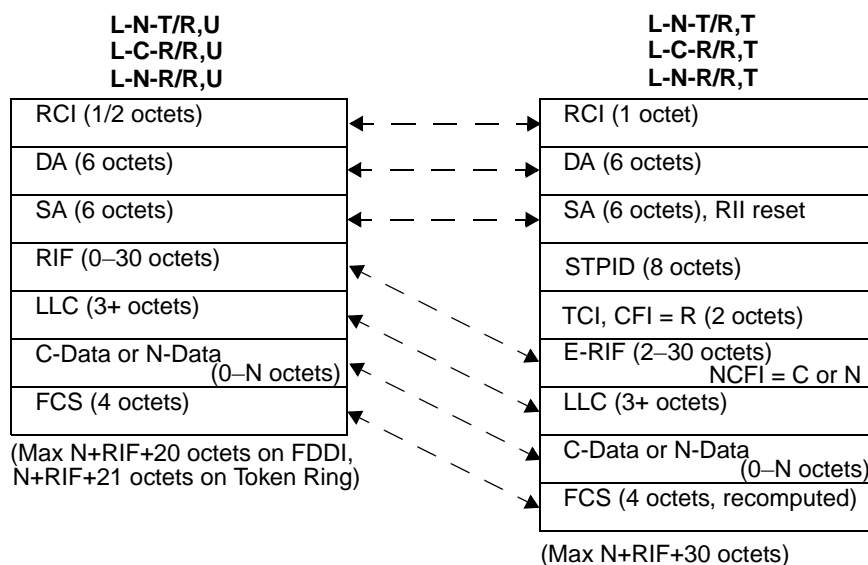 L-N-T/R,U
L-C-R/R,U
L-N-R/R,U
RCI (1/2 octets)
DA (6 octets)
SA (6 octets)
RIF (0–30 octets)
LLC (3+ octets)
C-Data or N-Data
(0–N octets)
FCS (4 octets)
(Max N+RIF+20 octets on FDDI,
N+RIF+21 octets on Token Ring)
L-N-T/R,T
L-C-R/R,T
L-N-R/R,T
RCI (1 octet)
DA (6 octets)
SA (6 octets), RII reset
STPID (8 octets)
TCI, CFI = R (2 octets)
E-RIF (2–30 octets)
NCFI = C or N
LLC (3+ octets)
C-Data or N-Data
(0–N octets)
FCS (4 octets, recomputed)
(Max N+RIF+30 octets)